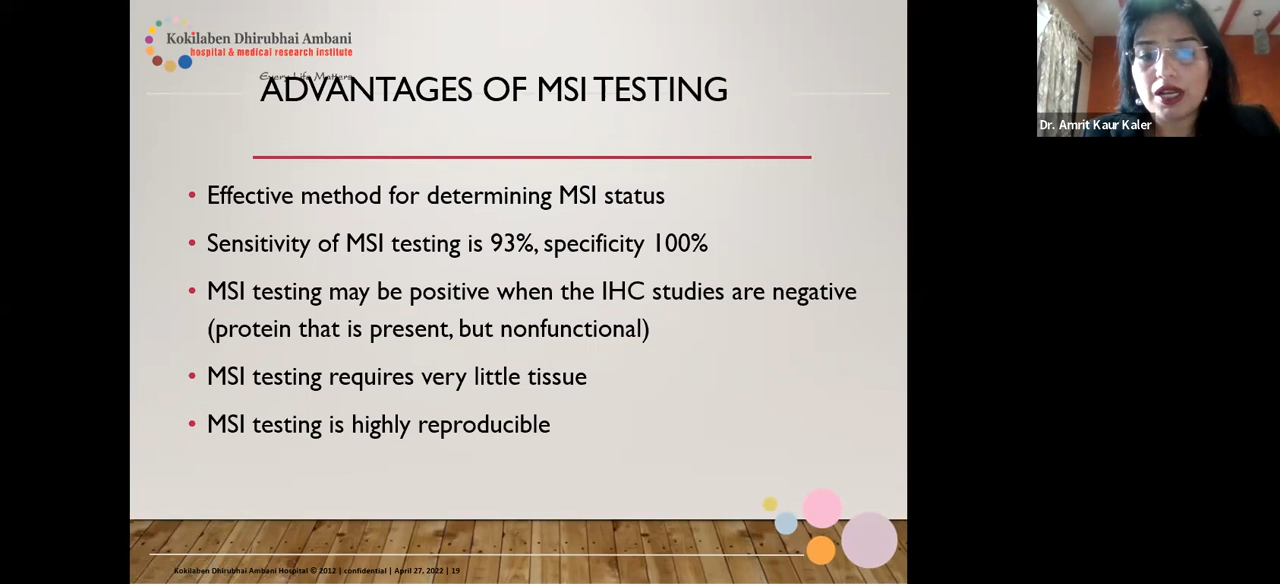 Kokilaben Dhirubhai Ambani
hospital & medical research institute
Every Life Matters
ADVANTAGES OF MSI TESTING
• Effective method for determining MSI status
• Sensitivity of MSI testing is 93%, specificity 100%
• MSI testing may be positive when the IHC studies are negative
(protein that is present, but nonfunctional)
• MSI testing requires very little tissue
• MSI testing is highly reproducible
Kokilaben Dhirubhai Ambani Hospital © 2012 | confidential | April 27, 2022 | 19
Dr. Amrit Kaur Kaler